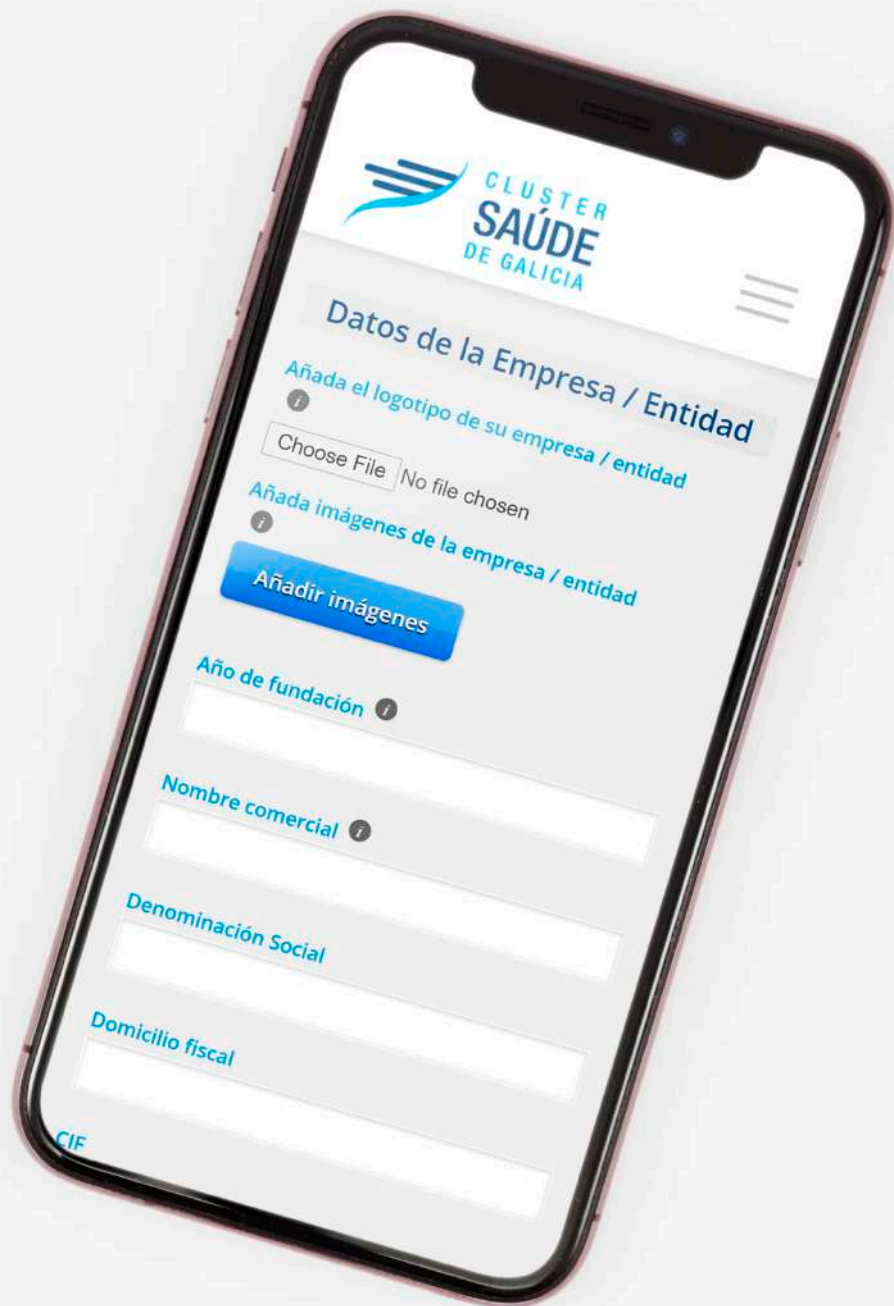 CLUSTER
SAÚDE
DE GALICIA
Datos de la Empresa / Entidad
Añada el logotipo de su empresa / entidad
i
Choose File No file chosen
Añada imágenes de la empresa / entidad
i
Añadir imágenes
Año de fundación i
Nombre comercial i
Denominación Social
Domicilio fiscal
CIF